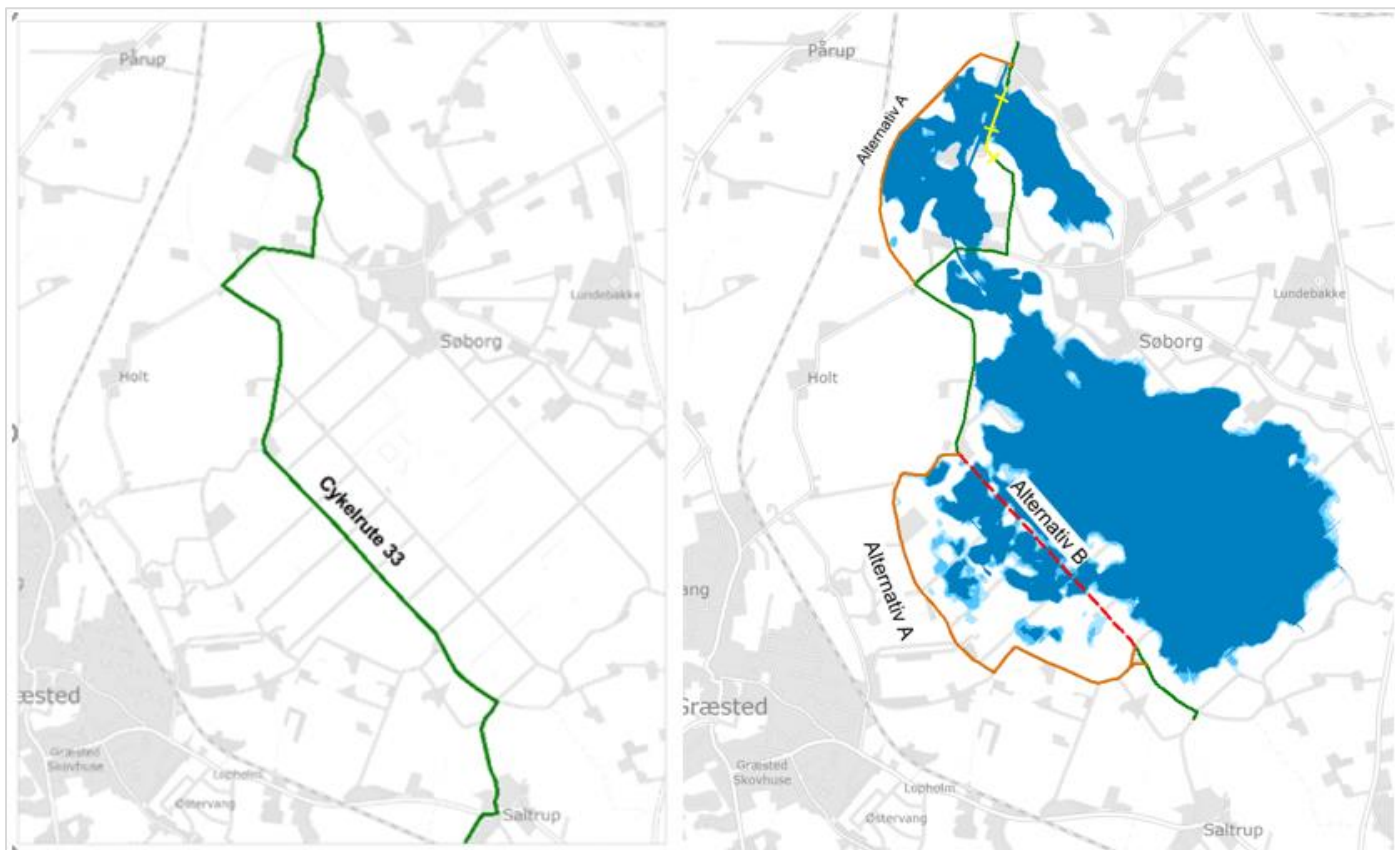 Pårup
Lundebakke
Søborg
Holt
Cykelrute 33
ræsted
Græsted
Skovhuse
Lopholm
Østervang
Saltrup
Pårup
Alternativ A
Lundebakke
Søborg
Holt
Alternativ B
Alternativ A
ang
Græsted
Græsted
Skovhuse
Lopholm
Østervang
Saltrup